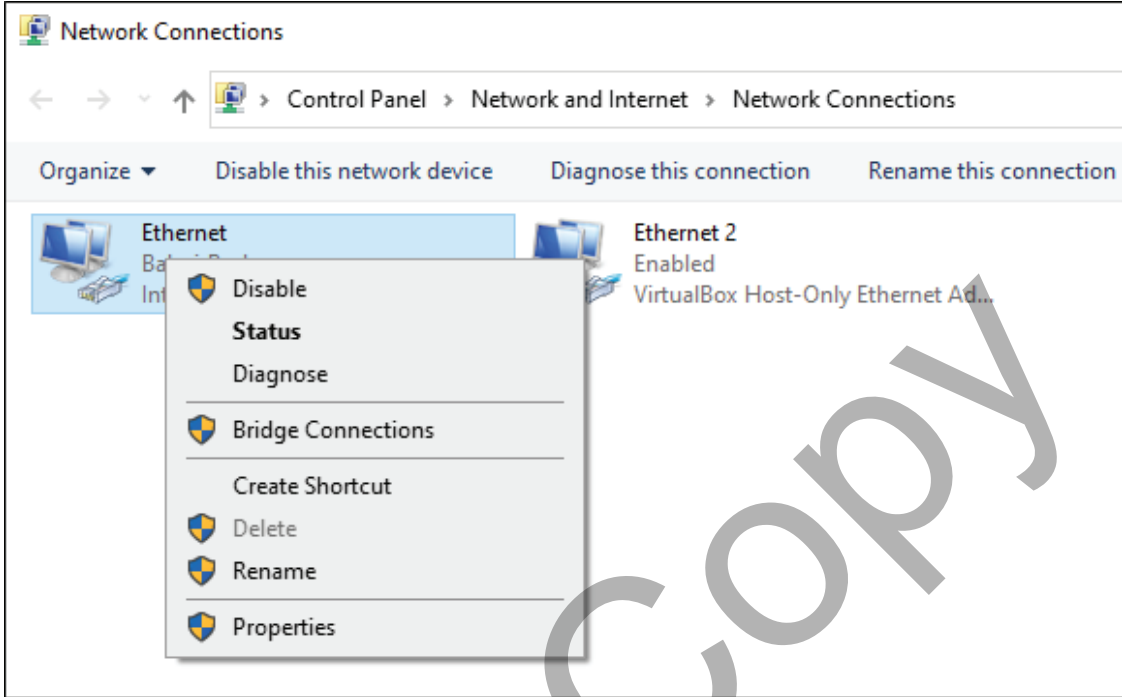 Network Connections
Control Panel > Network and Internet > Network Connections
Organize Disable this network device Diagnose this connection Rename this connection
Ethernet
Ethernet 2
Enabled
VirtualBox Host-Only Ethernet Ad...
Disable
Status
Diagnose
Bridge Connections
Create Shortcut
Delete
Rename
Properties
Copy